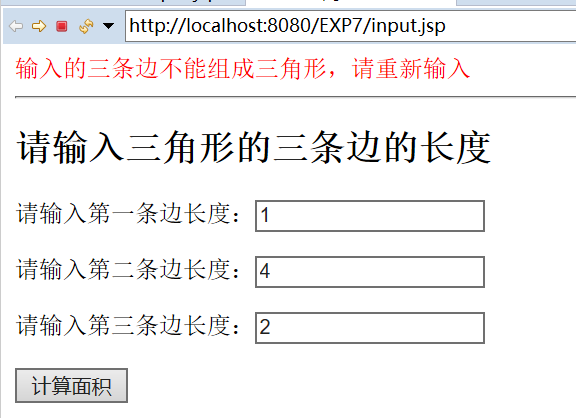 http://localhost:8080/EXP7/input.jsp
输入的三条边不能组成三角形，请重新输入
请输入三角形的三条边的长度
请输入第一条边长度：1
请输入第二条边长度：4
请输入第三条边长度：2
计算面积